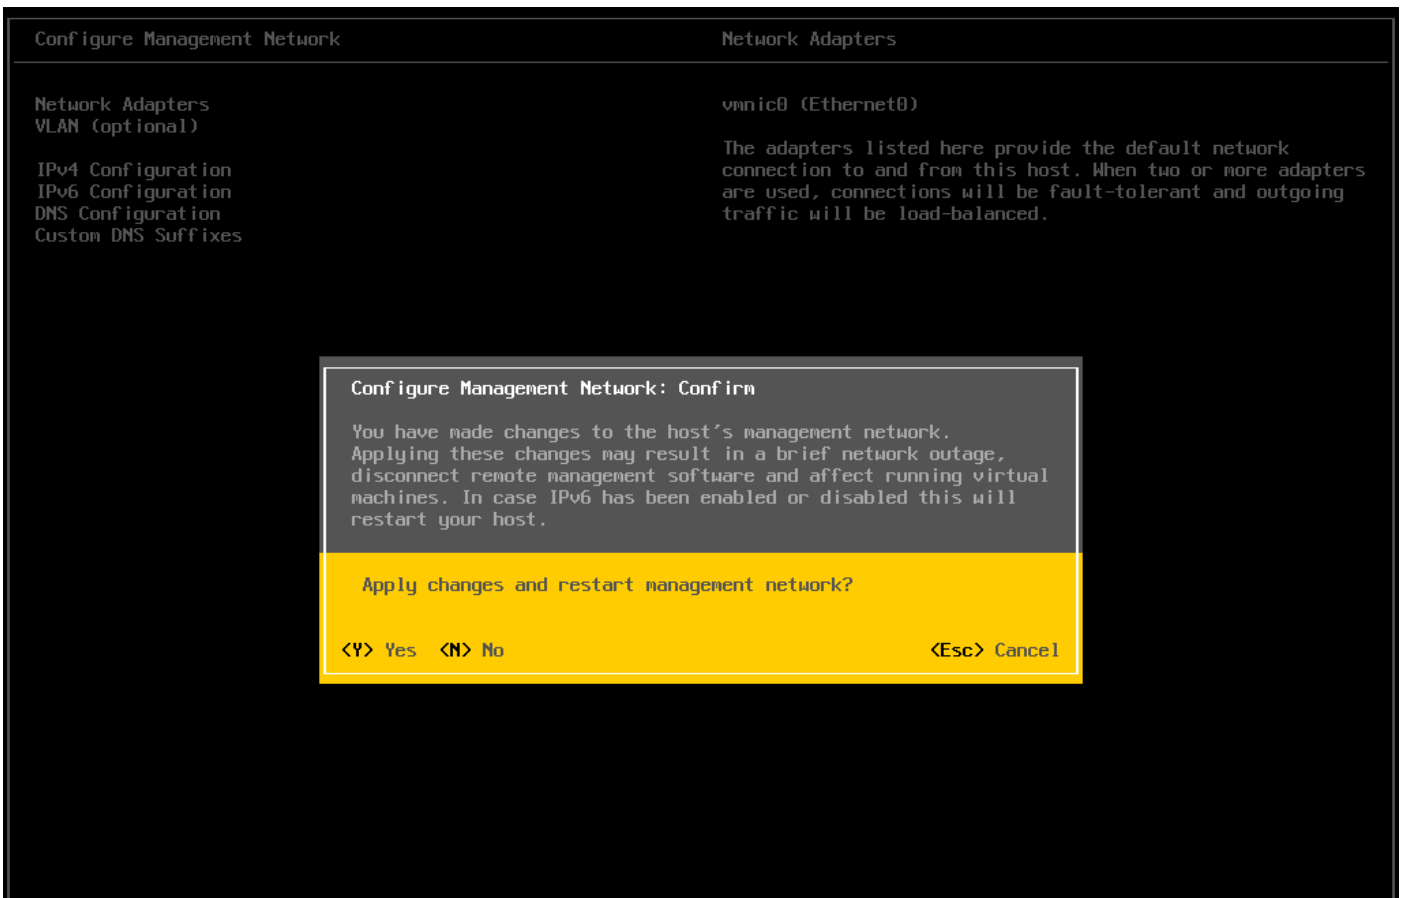 Configure Management Network
Network Adapters
Network Adapters
VLAN (optional)
IPv4 Configuration
IPv6 Configuration
DNS Configuration
Custom DNS Suffixes
vmnic0 (Ethernet0)
The adapters listed here provide the default network
connection to and from this host. When two or more adapters
are used, connections will be fault-tolerant and outgoing
traffic will be load-balanced.
Configure Management Network: Confirm
You have made changes to the host's management network.
Applying these changes may result in a brief network outage,
disconnect remote management software and affect running virtual
machines. In case IPv6 has been enabled or disabled this will
restart your host.
Apply changes and restart management network?
<Y> Yes <N> No <Esc> Cancel